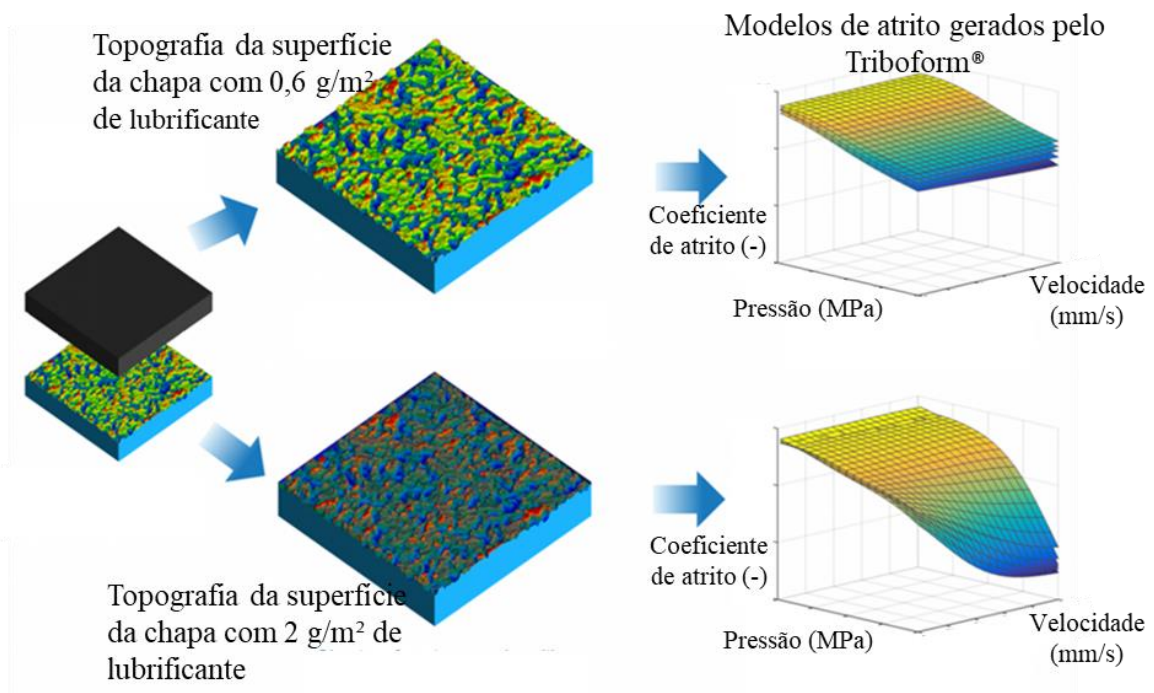 Topografia da superfície
da chapa com 0,6 g/m²
de lubrificante
Modelos de atrito gerados pelo
Triboform®
Coeficiente
de atrito (-)
Pressão (MPa)
Velocidade
(mm/s)
Topografia da superfície
da chapa com 2 g/m² de
lubrificante
Coeficiente
de atrito (-)
Pressão (MPa)
Velocidade
(mm/s)